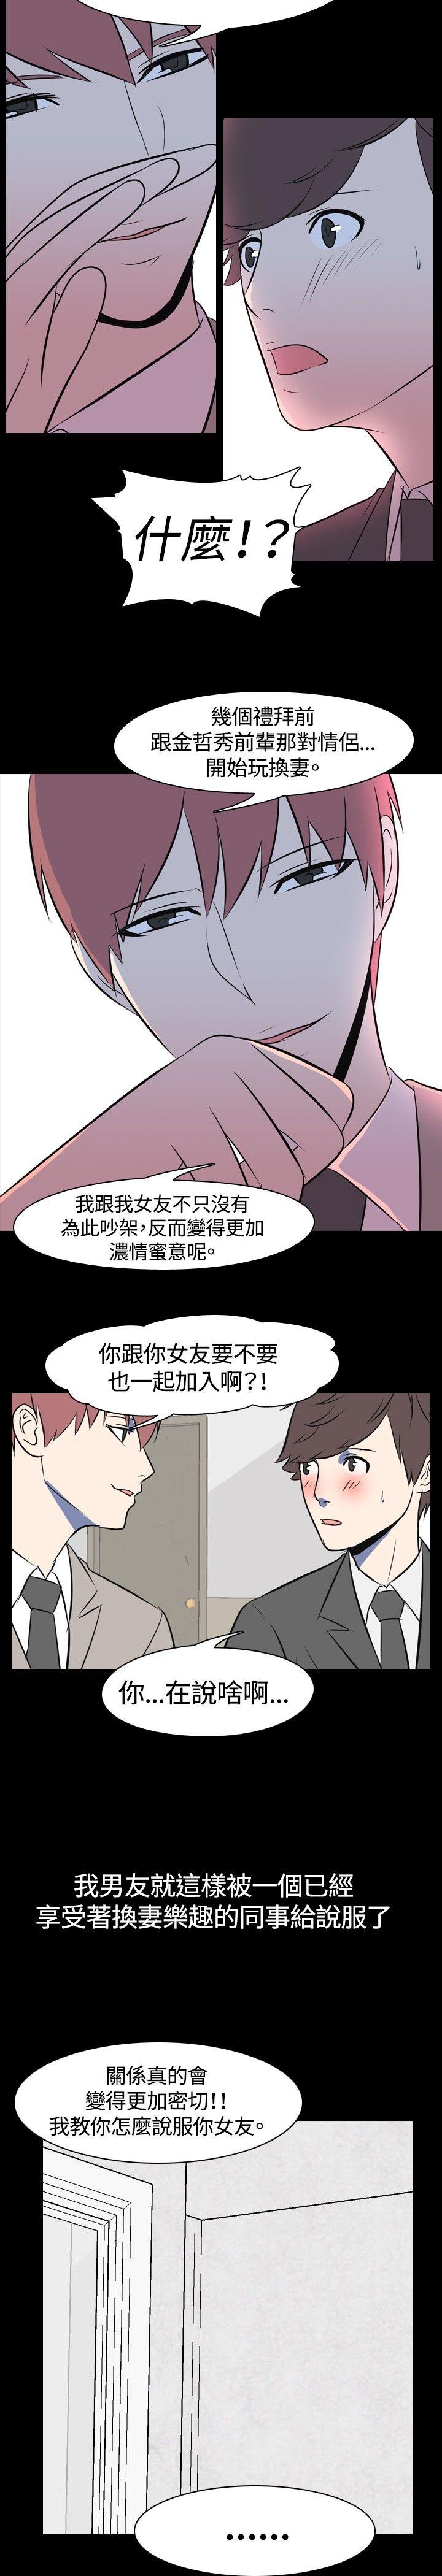 什麼!?
幾個禮拜前
跟金哲秀前輩那對情侶...
開始玩換妻。
我跟我女友不只沒有
為此吵架，反而變得更加
濃情蜜意呢。
你跟你女友要不要
也一起加入啊?!
你...在說啥啊...
我男友就這樣被一個已經
享受著換妻樂趣的同事給說服了
關係真的會
變得更加密切!!
我教你怎麼說服你女友。
......